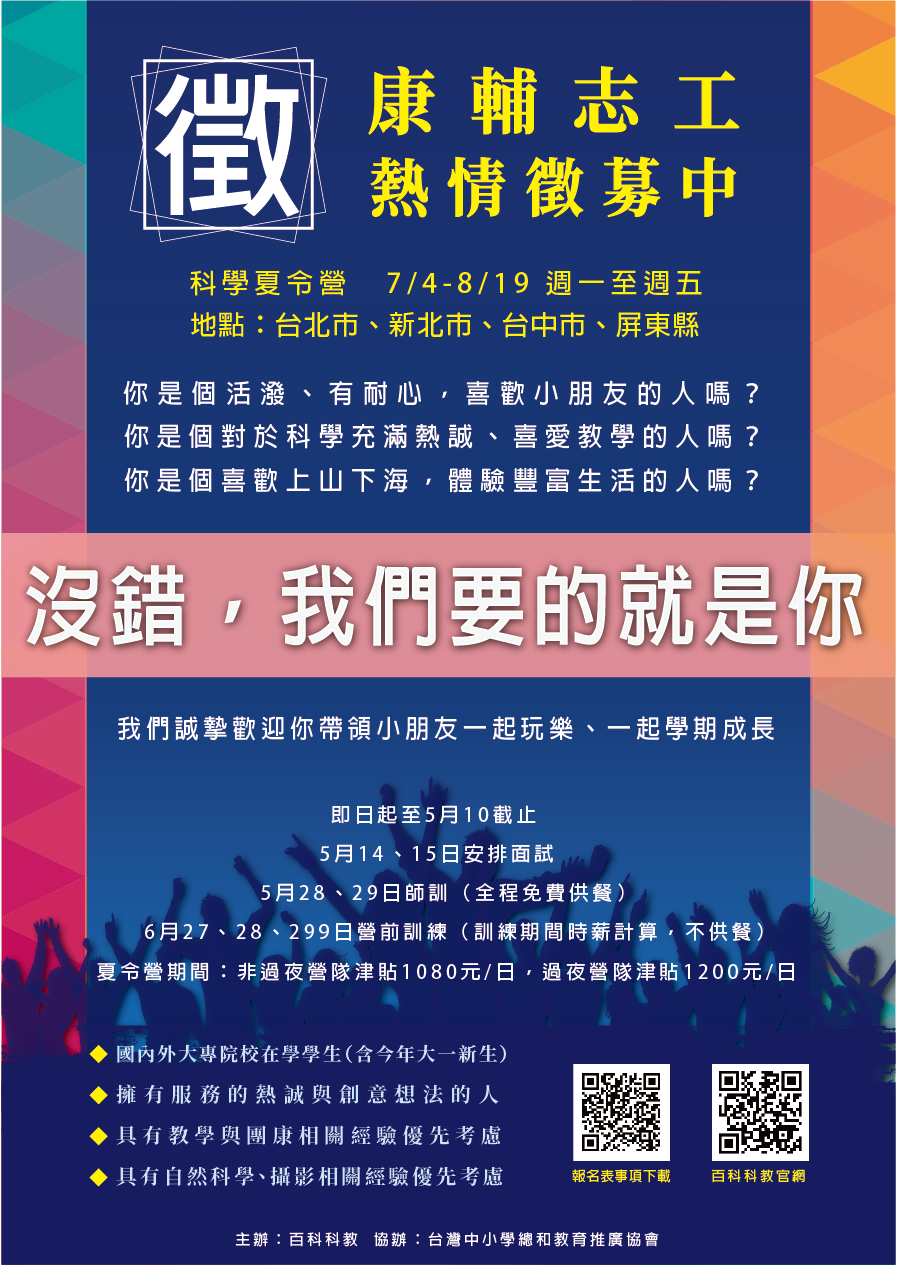 徵
康輔志工
熱情徵募中
科學夏令營 7/4-8/19 週一至週五
地點：台北市、新北市、台中市、屏東縣
你是個活潑、有耐心，喜歡小朋友的人嗎？
你是個對於科學充滿熱誠、喜愛教學的人嗎？
你是個喜歡上山下海，體驗豐富生活的人嗎？
沒錯，我們要的就是你
我們誠摯歡迎你帶領小朋友一起玩樂、一起學期成長
即日起至5月10截止
5月14、15日安排面試
5月28、29日師訓（全程免費供餐）
6月27、28、299日營前訓練（訓練期間時薪計算，不供餐）
夏令營期間：非過夜營隊津貼1080元/日，過夜營隊津貼1200元/日
◆ 國內外大專院校在學學生（含今年大一新生）
◆ 擁有服務的熱誠與創意想法的人
◆ 具有教學與團康相關經驗優先考慮
◆ 具有自然科學、攝影相關經驗優先考慮
報名表事項下載 百科科教官網
主辦：百科科教 協辦：台灣中小學總和教育推廣協會